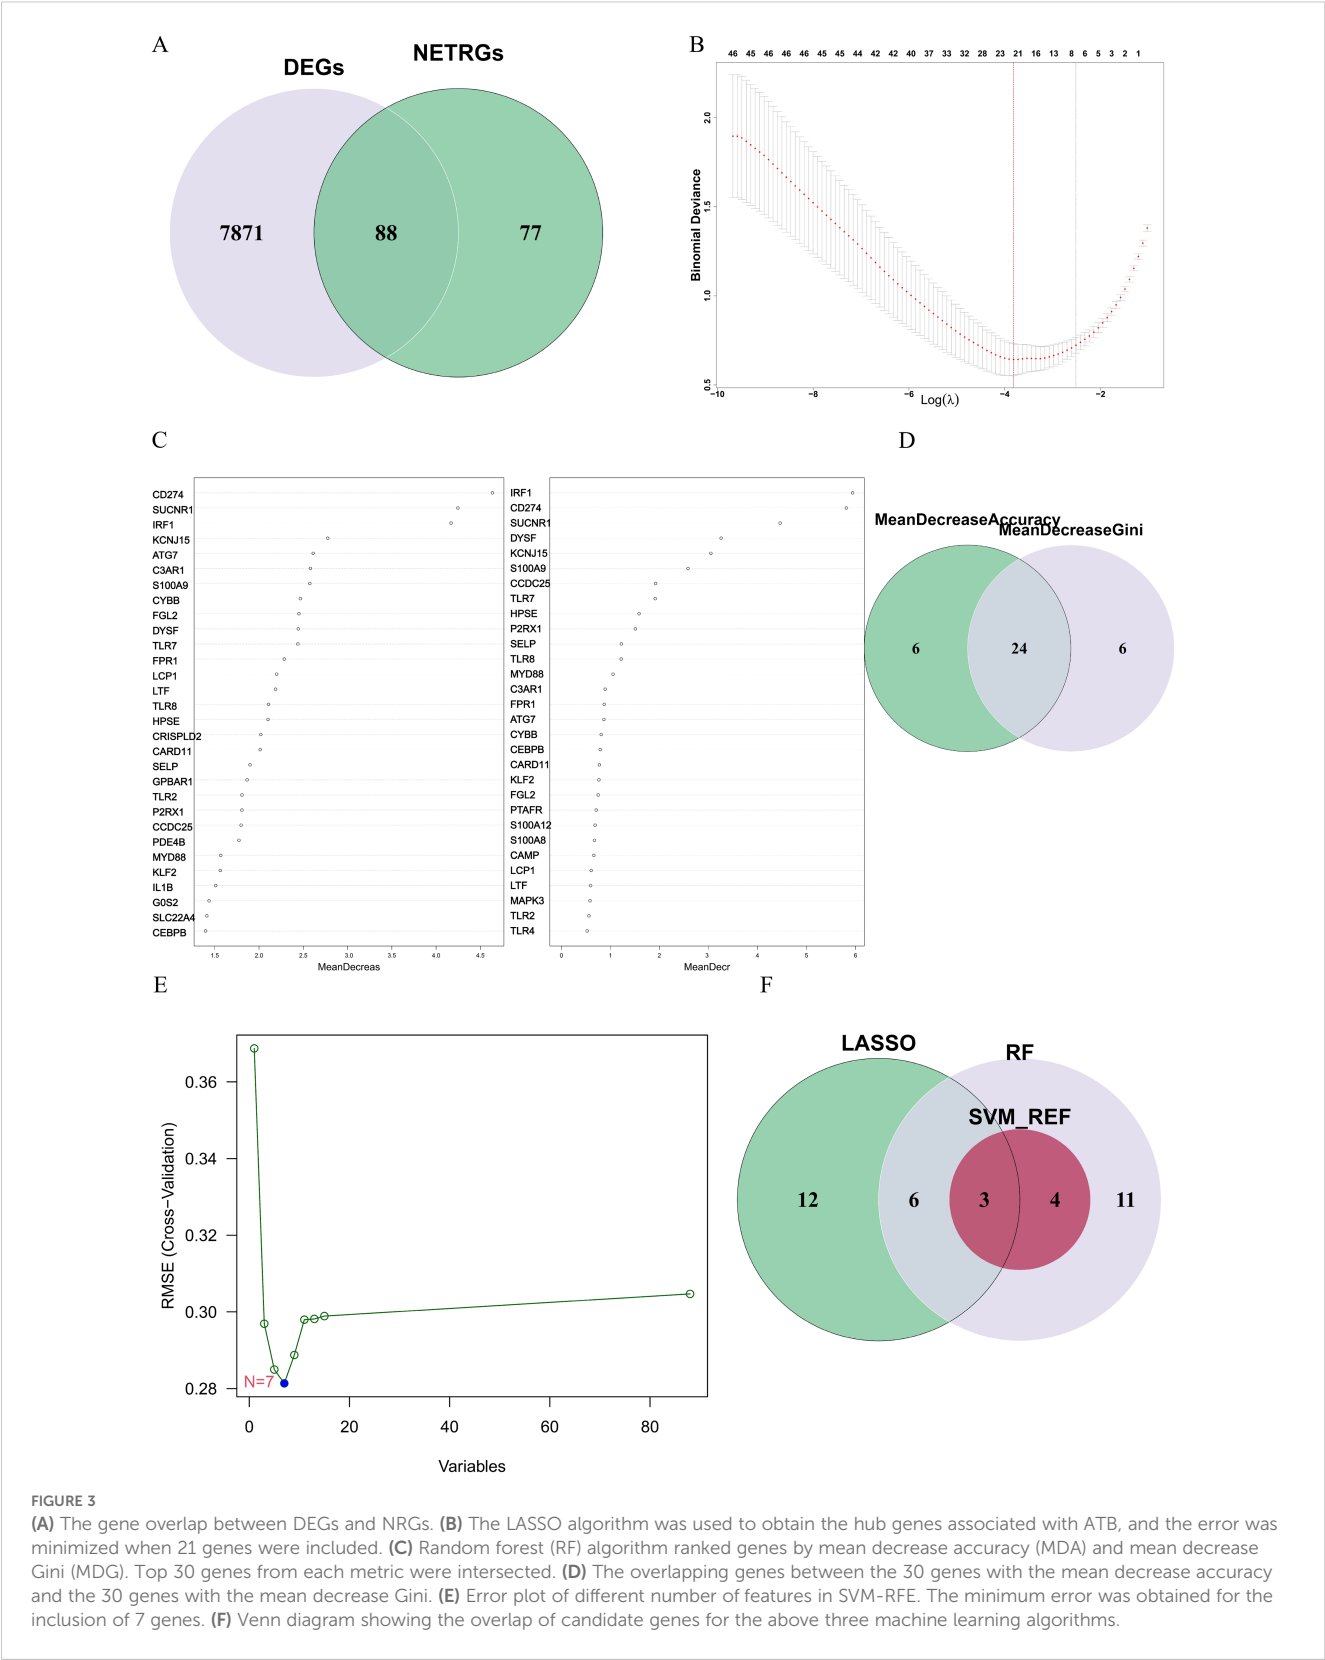 A
DEGs
NETRGs
7871
88
77
B
46 45 46 46 46 45 45 44 42 42 40 37 33 32 28 23 21 16 13 8 6 5 3 2 1
Binomial Deviance
2.0
1.5
1.0
0.5
−10 −8 −6 −4 −2
Log(λ)
C
CD274
SUCNR1
IRF1
KCNJ15
ATG7
C3AR1
S100A9
CYBB
FGL2
DYSF
TLR7
FPR1
LCP1
LTF
TLR8
HPSE
CRISPLD2
CARD11
SELP
GPBAR1
TLR2
P2RX1
CCDC25
PDE4B
MYD88
KLF2
IL1B
G0S2
SLC22A4
CEBPB
1.5 2.0 2.5 3.0 3.5 4.0 4.5
MeanDecreas
IRF1
CD274
SUCNR1
DYSF
KCNJ15
S100A9
CCDC25
TLR7
HPSE
P2RX1
SELP
TLR8
MYD88
C3AR1
FPR1
ATG7
CYBB
CEBPB
CARD11
KLF2
FGL2
PTAFR
S100A12
S100A8
CAMP
LCP1
LTF
MAPK3
TLR2
TLR4
0 1 2 3 4 5 6
MeanDecr
D
MeanDecreaseAccuracy
MeanDecreaseGini
6
24
6
E
RMSE (Cross−Validation)
0.36
0.34
0.32
0.30
0.28
N=7
0 20 40 60 80
Variables
F
LASSO
RF
SVM_REF
12
6
3
4
11
FIGURE 3
(A) The gene overlap between DEGs and NRGs. (B) The LASSO algorithm was used to obtain the hub genes associated with ATB, and the error was
minimized when 21 genes were included. (C) Random forest (RF) algorithm ranked genes by mean decrease accuracy (MDA) and mean decrease
Gini (MDG). Top 30 genes from each metric were intersected. (D) The overlapping genes between the 30 genes with the mean decrease accuracy
and the 30 genes with the mean decrease Gini. (E) Error plot of different number of features in SVM-RFE. The minimum error was obtained for the
inclusion of 7 genes. (F) Venn diagram showing the overlap of candidate genes for the above three machine learning algorithms.